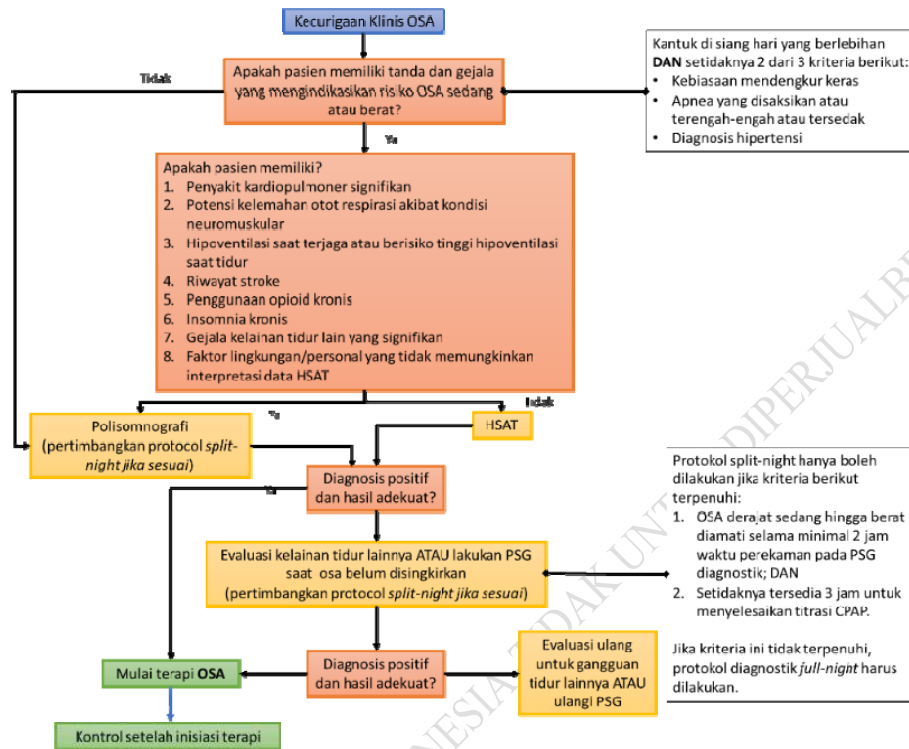 Kecurigaan Klinis OSA
Kantuk di siang hari yang berlebihan
DAN setidaknya 2 dari 3 kriteria berikut:
• Kebiasaan mendengkur keras
• Apnea yang disaksikan atau
terengah-engah atau tersedak
• Diagnosis hipertensi
Tidak
Apakah pasien memiliki tanda dan gejala
yang mengindikasikan risiko OSA sedang
atau berat?
Ya
Apakah pasien memiliki?
1. Penyakit kardiopulmoner signifikan
2. Potensi kelemahan otot respirasi akibat kondisi
neuromuskular
3. Hipoventilasi saat terjaga atau berisiko tinggi hipoventilasi
saat tidur
4. Riwayat stroke
5. Penggunaan opioid kronis
6. Insomnia kronis
7. Gejala kelainan tidur lain yang signifikan
8. Faktor lingkungan/personal yang tidak memungkinkan
interpretasi data HSAT
Ya
Tidak
Polisomnografi
(pertimbangkan protocol split-
night jika sesuai)
HSAT
Ya
Diagnosis positif
dan hasil adekuat?
Protokol split-night hanya boleh
dilakukan jika kriteria berikut
terpenuhi:
1. OSA derajat sedang hingga berat
diamati selama minimal 2 jam
waktu perekaman pada PSG
diagnostik; DAN
2. Setidaknya tersedia 3 jam untuk
menyelesaikan titrasi CPAP.
Jika kriteria ini tidak terpenuhi,
protokol diagnostik full-night harus
dilakukan.
Evaluasi kelainan tidur lainnya ATAU lakukan PSG
saat osa belum disingkirkan
(pertimbangkan protocol split-night jika sesuai)
Mulai terapi OSA
Diagnosis positif
dan hasil adekuat?
Evaluasi ulang
untuk gangguan
tidur lainnya ATAU
ulangi PSG
Kontrol setelah inisiasi terapi
NESIA TIDAK UNT DIPERJUALBE